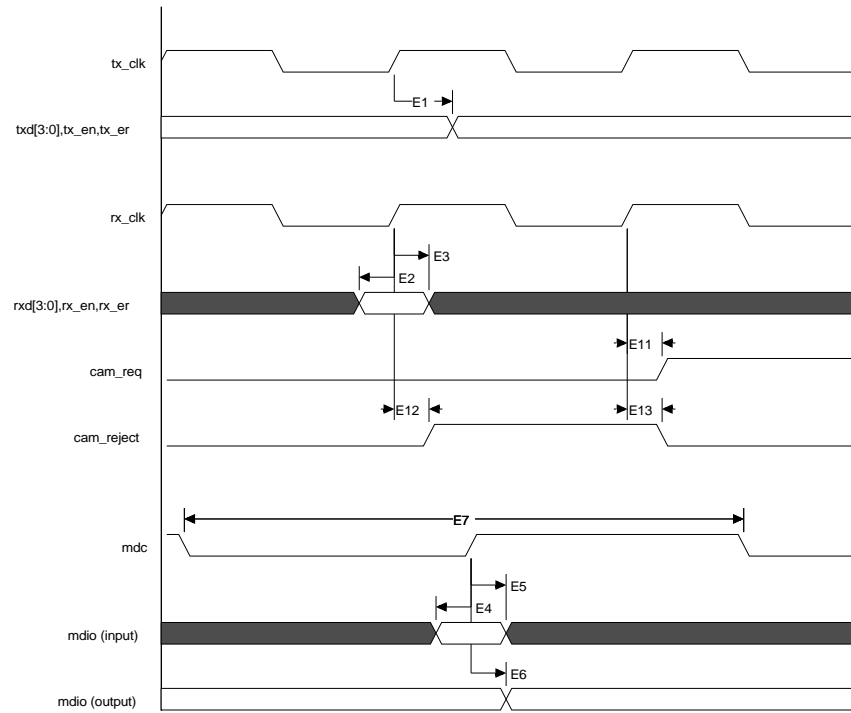 tx_clk
E1
txd[3:0],tx_en,tx_er
rx_clk
E3
E2
rxd[3:0],rx_en,rx_er
E11
cam_req
E12
E13
cam_reject
E7
mdc
E5
E4
mdio (input)
E6
mdio (output)